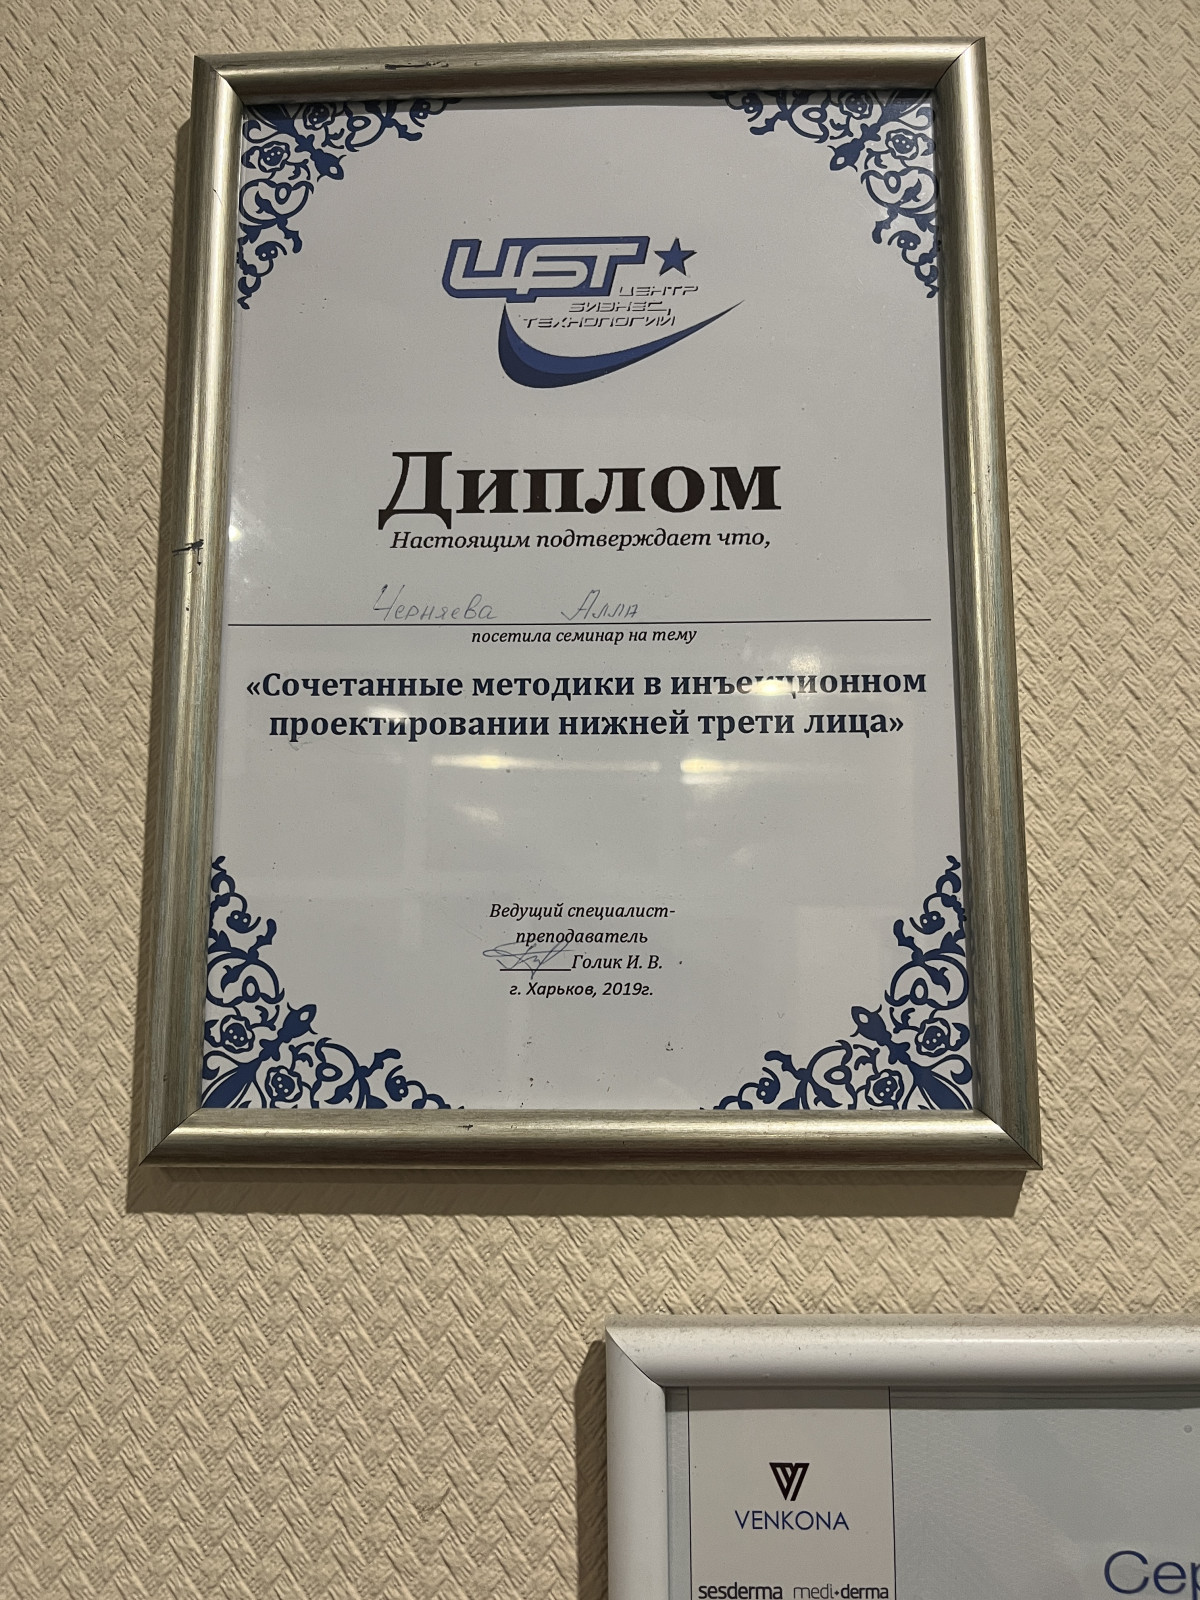 ЦБТ
ЦЕНТР
БИЗНЕС
ТЕХНОЛОГИЙ
Диплом
Настоящим подтверждает что,
Черняева Алла
посетила семинар на тему
«Сочетанные методики в инъекционном
проектировании нижней трети лица»
Ведущий специалист-
преподаватель
Голик И. В.
г. Харьков, 2019г.
VENKONA
sesderma medi+derma
Сер